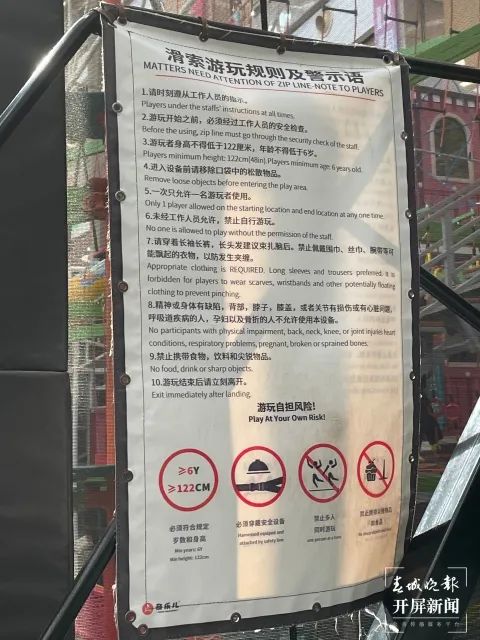 滑索游玩规则及警示语
MATTERS NEED ATTENTION OF ZIP LINE-NOTE TO PLAYERS
1.请时刻遵从工作人员的指示。
Players under the staffs' instructions at all times.
2.游玩开始之前，必须经过工作人员的安全检查。
Before the using, zip line must go through the security check of the staff.
3.游玩者身高不得低于122厘米，年龄不得低于6岁。
Players minimum height: 122cm(48in).Players minimum age: 6 years old.
4.进入设备前请移除口袋中的松散物品。
Remove loose objects before entering the play area.
5.一次只允许一名游玩者使用。
Only 1 player allowed on the starting location and end location at any one time.
6.未经工作人员允许，禁止自行游玩。
No one is allowed to play without the permission of the staff.
7.请穿着长袖长裤，长头发建议束扎脑后。禁止佩戴围巾、丝巾、腕带等可
能飘起的衣物，以防发生夹缠。
Appropriate clothing is REQUIRED. Long sleeves and trousers preferred. It is
forbidden for players to wear scarves, wristbands and other potentially floating
clothing to prevent pinching.
8.精神或身体有缺陷，背部，脖子，膝盖，或者关节有损伤或有心脏问题，
呼吸道疾病的人，孕妇以及骨折的人不允许使用本设备。
No participants with physical impairment, back, neck, knee, or joint injuries heart
conditions, respiratory problems, pregnant, broken or sprained bones.
9.禁止携带食物，饮料和尖锐物品。
No food, drink or sharp objects.
10.游玩结束后请立刻离开。
Exit immediately after landing.
游玩自担风险!
Play At Your Own Risk!
≥6Y
≥122CM
必须符合规定
岁数和身高
Min years: 6Y
Min height: 122cm
必须穿戴安全设备
Harnessed equiped and
attached by safety line
禁止多人
同时游玩
one person at a time
音乐儿
春城晚报
开屏新闻